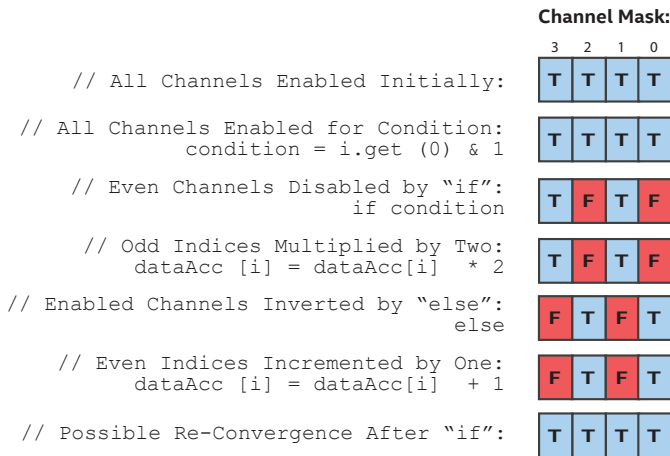 Channel Mask:
3 2 1 0
// All Channels Enabled Initially:
T T T T
// All Channels Enabled for Condition:
condition = i.get (0) & 1
T T T T
// Even Channels Disabled by “if”:
if condition
T F T F
// Odd Indices Multiplied by Two:
dataAcc [i] = dataAcc[i] * 2
T F T F
// Enabled Channels Inverted by “else”:
else
F T F T
// Even Indices Incremented by One:
dataAcc [i] = dataAcc[i] + 1
F T F T
// Possible Re-Convergence After “if”:
T T T T